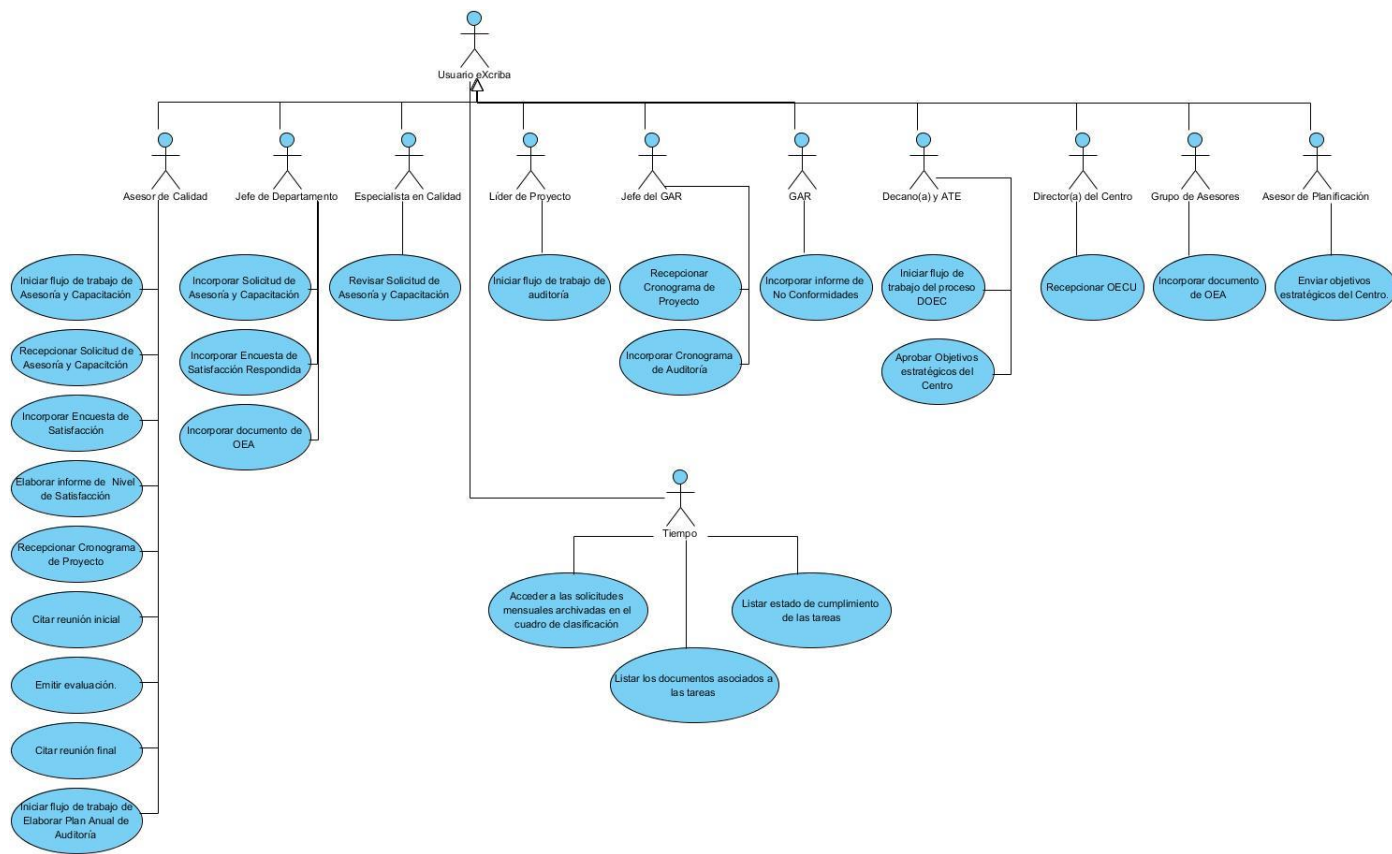 Usuario eXcriba
Asesor de Calidad
Jefe de Departamento
Especialista en Calidad
Líder de Proyecto
Jefe del GAR
GAR
Decano(a) y ATE
Director(a) del Centro
Grupo de Asesores
Asesor de Planificación
Iniciar flujo de trabajo de
Asesoría y Capacitación
Recepcionar Solicitud de
Asesoría y Capacitción
Incorporar Encuesta de
Satisfacción
Elaborar informe de Nivel
de Satisfacción
Recepcionar Cronograma
de Proyecto
Citar reunión inicial
Emitir evaluación.
Citar reunión final
Iniciar flujo de trabajo de
Elaborar Plan Anual de
Auditoría
Incorporar Solicitud de
Asesoría y Capacitación
Incorporar Encuesta de
Satisfacción Respondida
Incorporar documento de
OEA
Revisar Solicitud de
Asesoría y Capacitación
Iniciar flujo de trabajo de
auditoría
Recepcionar
Cronograma de
Proyecto
Incorporar Cronograma
de Auditoría
Incorporar informe de
No Conformidades
Iniciar flujo de
trabajo del proceso
DOEC
Aprobar Objetivos
estratégicos del
Centro
Recepcionar OECU
Incorporar documento
de OEA
Enviar objetivos
estratégicos del Centro.
Tiempo
Acceder a las solicitudes
mensuales archivadas en el
cuadro de clasificación
Listar los documentos asociados a
las tareas
Listar estado de cumplimiento
de las tareas